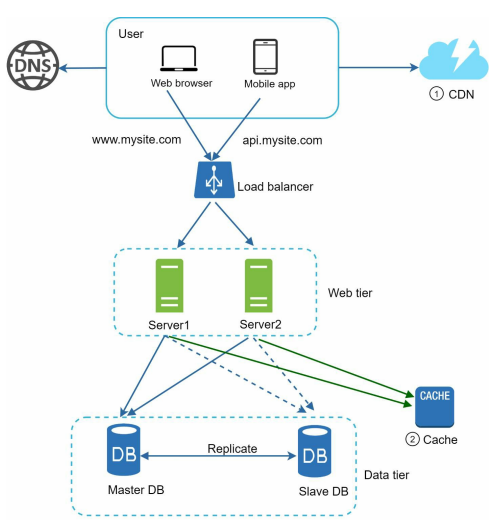 User
DNS
Web browser
Mobile app
1 CDN
www.mysite.com
api.mysite.com
Load balancer
Web tier
Server1
Server2
CACHE
2 Cache
DB
Replicate
DB
Data tier
Master DB
Slave DB